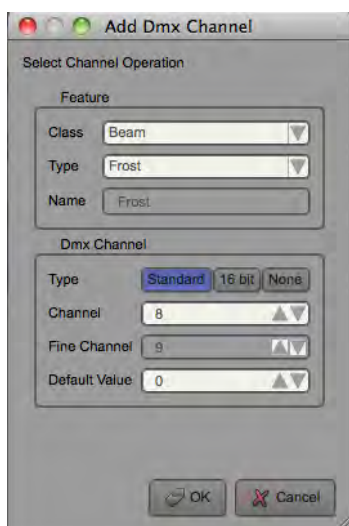 Add Dmx Channel
Select Channel Operation
Feature
Class Beam
Type Frost
Name Frost
Dmx Channel
Type Standard 16 bit None
Channel 8
Fine Channel 9
Default Value 0
OK Cancel